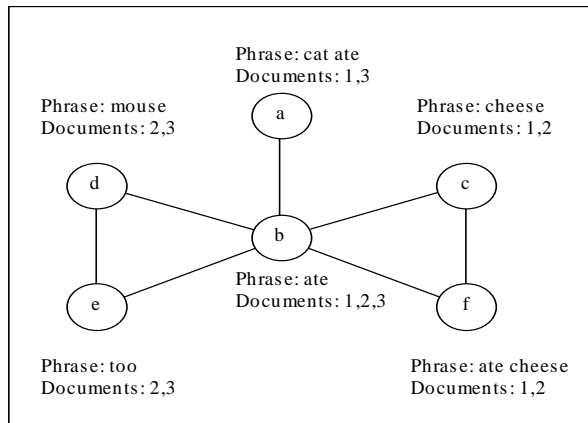 Phrase: cat ate
Documents: 1,3
a
Phrase: mouse
Documents: 2,3
Phrase: cheese
Documents: 1,2
d
c
b
Phrase: ate
Documents: 1,2,3
e
f
Phrase: too
Documents: 2,3
Phrase: ate cheese
Documents: 1,2